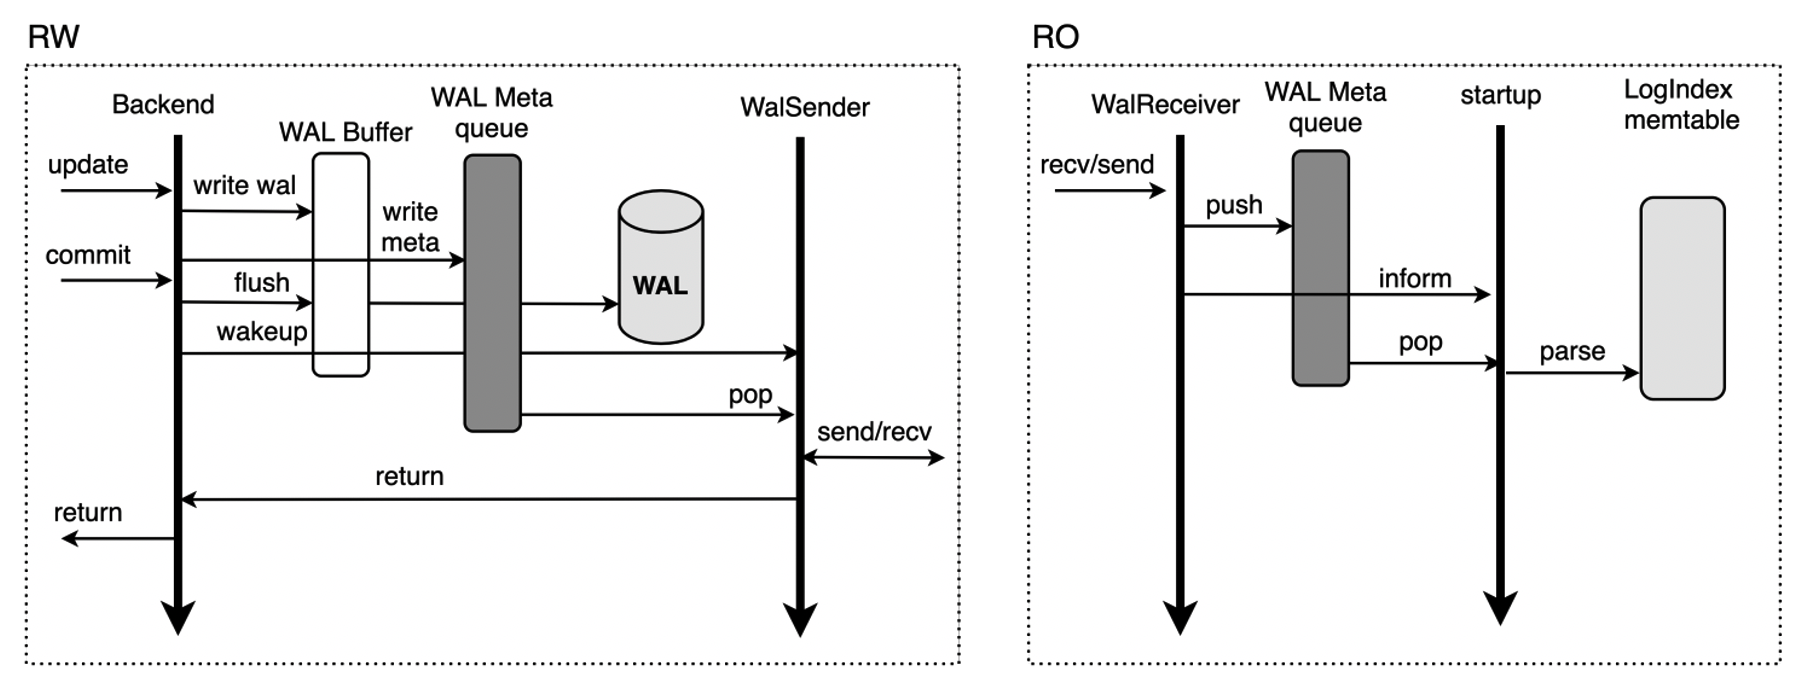 RW
Backend
WAL Buffer
WAL Meta
queue
WalSender
update
write wal
write
meta
commit
flush
WAL
wakeup
pop
send/recv
return
return
RO
WalReceiver
WAL Meta
queue
startup
LogIndex
memtable
recv/send
push
inform
pop
parse